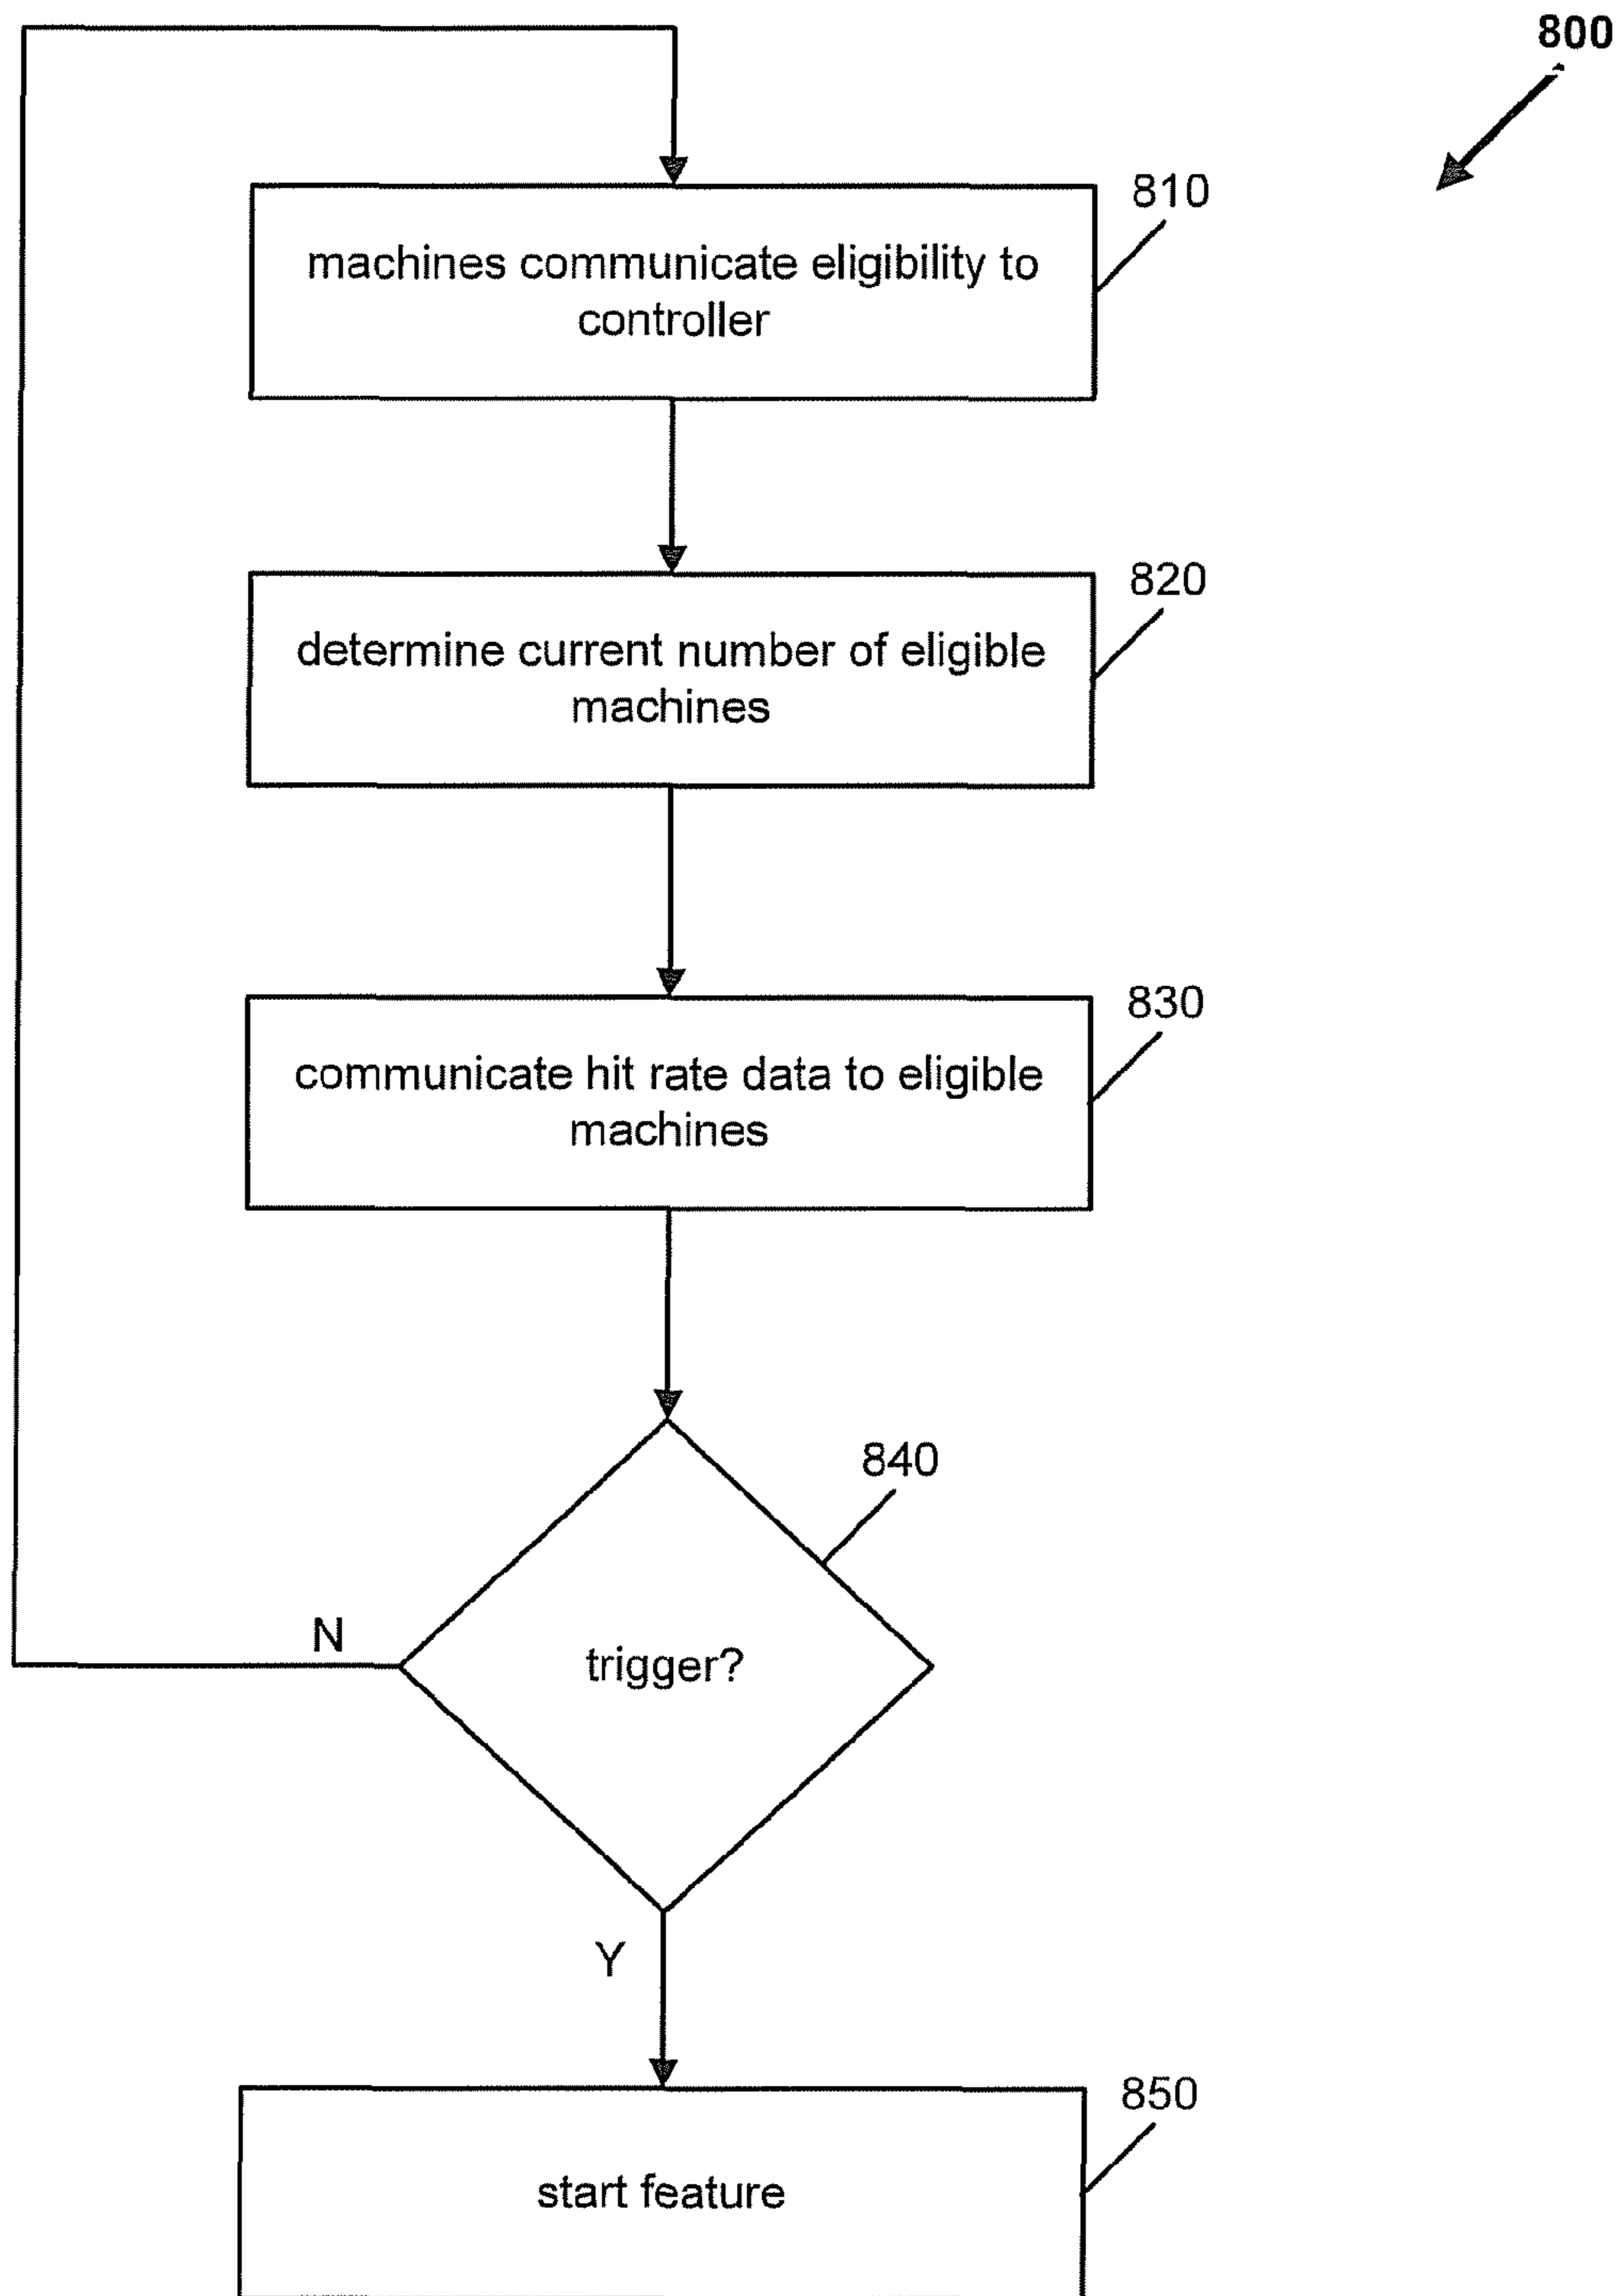 800
810
machines communicate eligibility to
controller
820
determine current number of eligible
machines
830
communicate hit rate data to eligible
machines
840
trigger?
N
Y
850
start feature